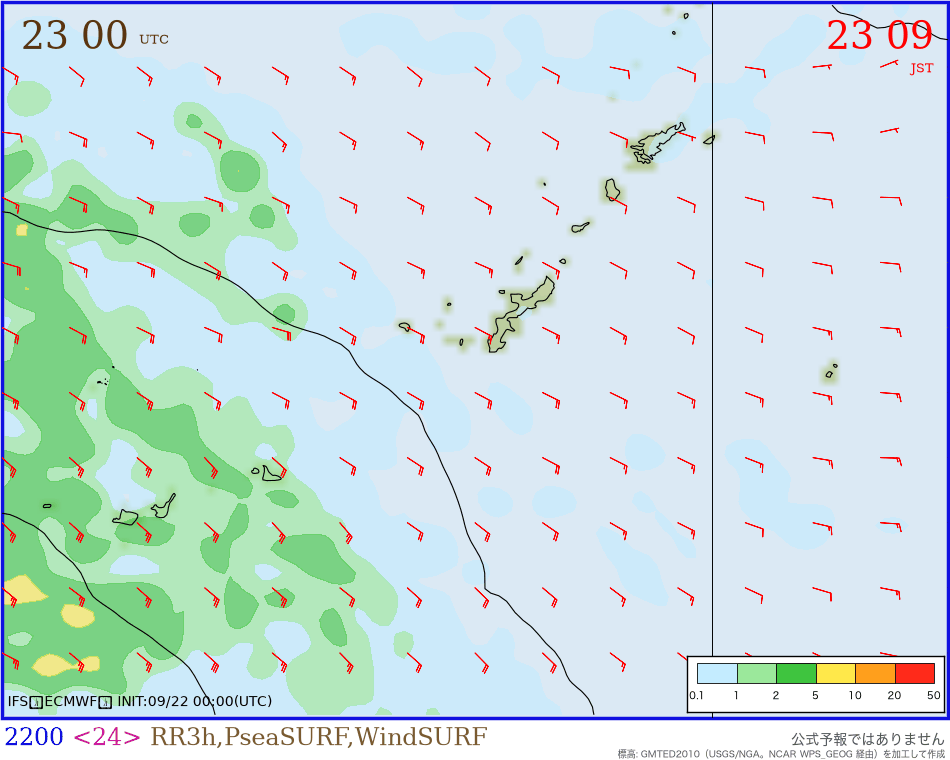 23 00 UTC
23 09
JST
0.1 1 2 5 10 20 50
IFS□ECMWF□ INIT:09/22 00:00(UTC)
2200 <24> RR3h,PseaSURF,WindSURF
公式予報ではありません
標高: GMTED2010（USGS/NGA。NCAR WPS_GEOG 経由）を加工して作成